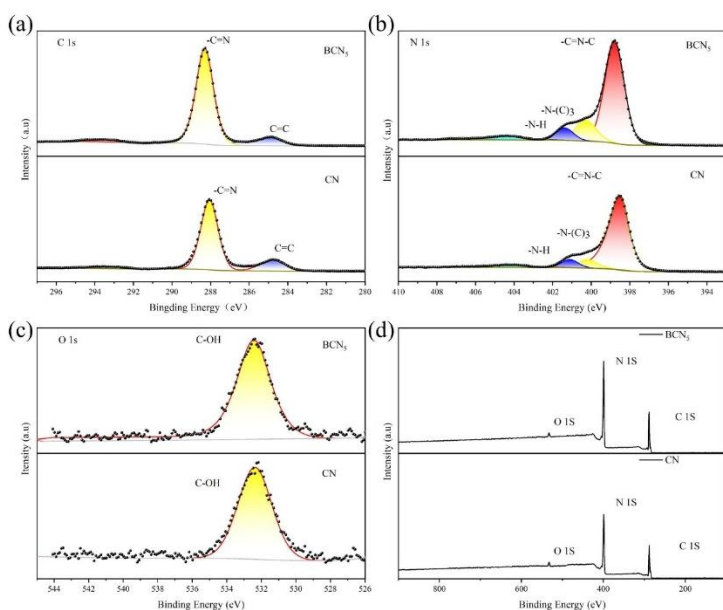 (a)
C 1s
-C=N
BCN₅
C=C
CN
-C=N
C=C
Intensity (a.u)
296 294 292 290 288 286 284 282 280
Bingding Energy（eV）
(b)
N 1s
-C=N-C
BCN₅
-N-(C)₃
-N-H
CN
-C=N-C
-N-(C)₃
-N-H
Intensity (a.u)
410 408 406 404 402 400 398 396 394
Binding Energy (eV)
(c)
O 1s
C-OH
BCN₅
CN
C-OH
Itensity (a.u)
544 542 540 538 536 534 532 530 528 526
Binding Energy (eV)
(d)
BCN₅
N 1S
O 1S
C 1S
CN
N 1S
O 1S
C 1S
Intensity (a.u)
800 600 400 200
Binding Energy (eV)